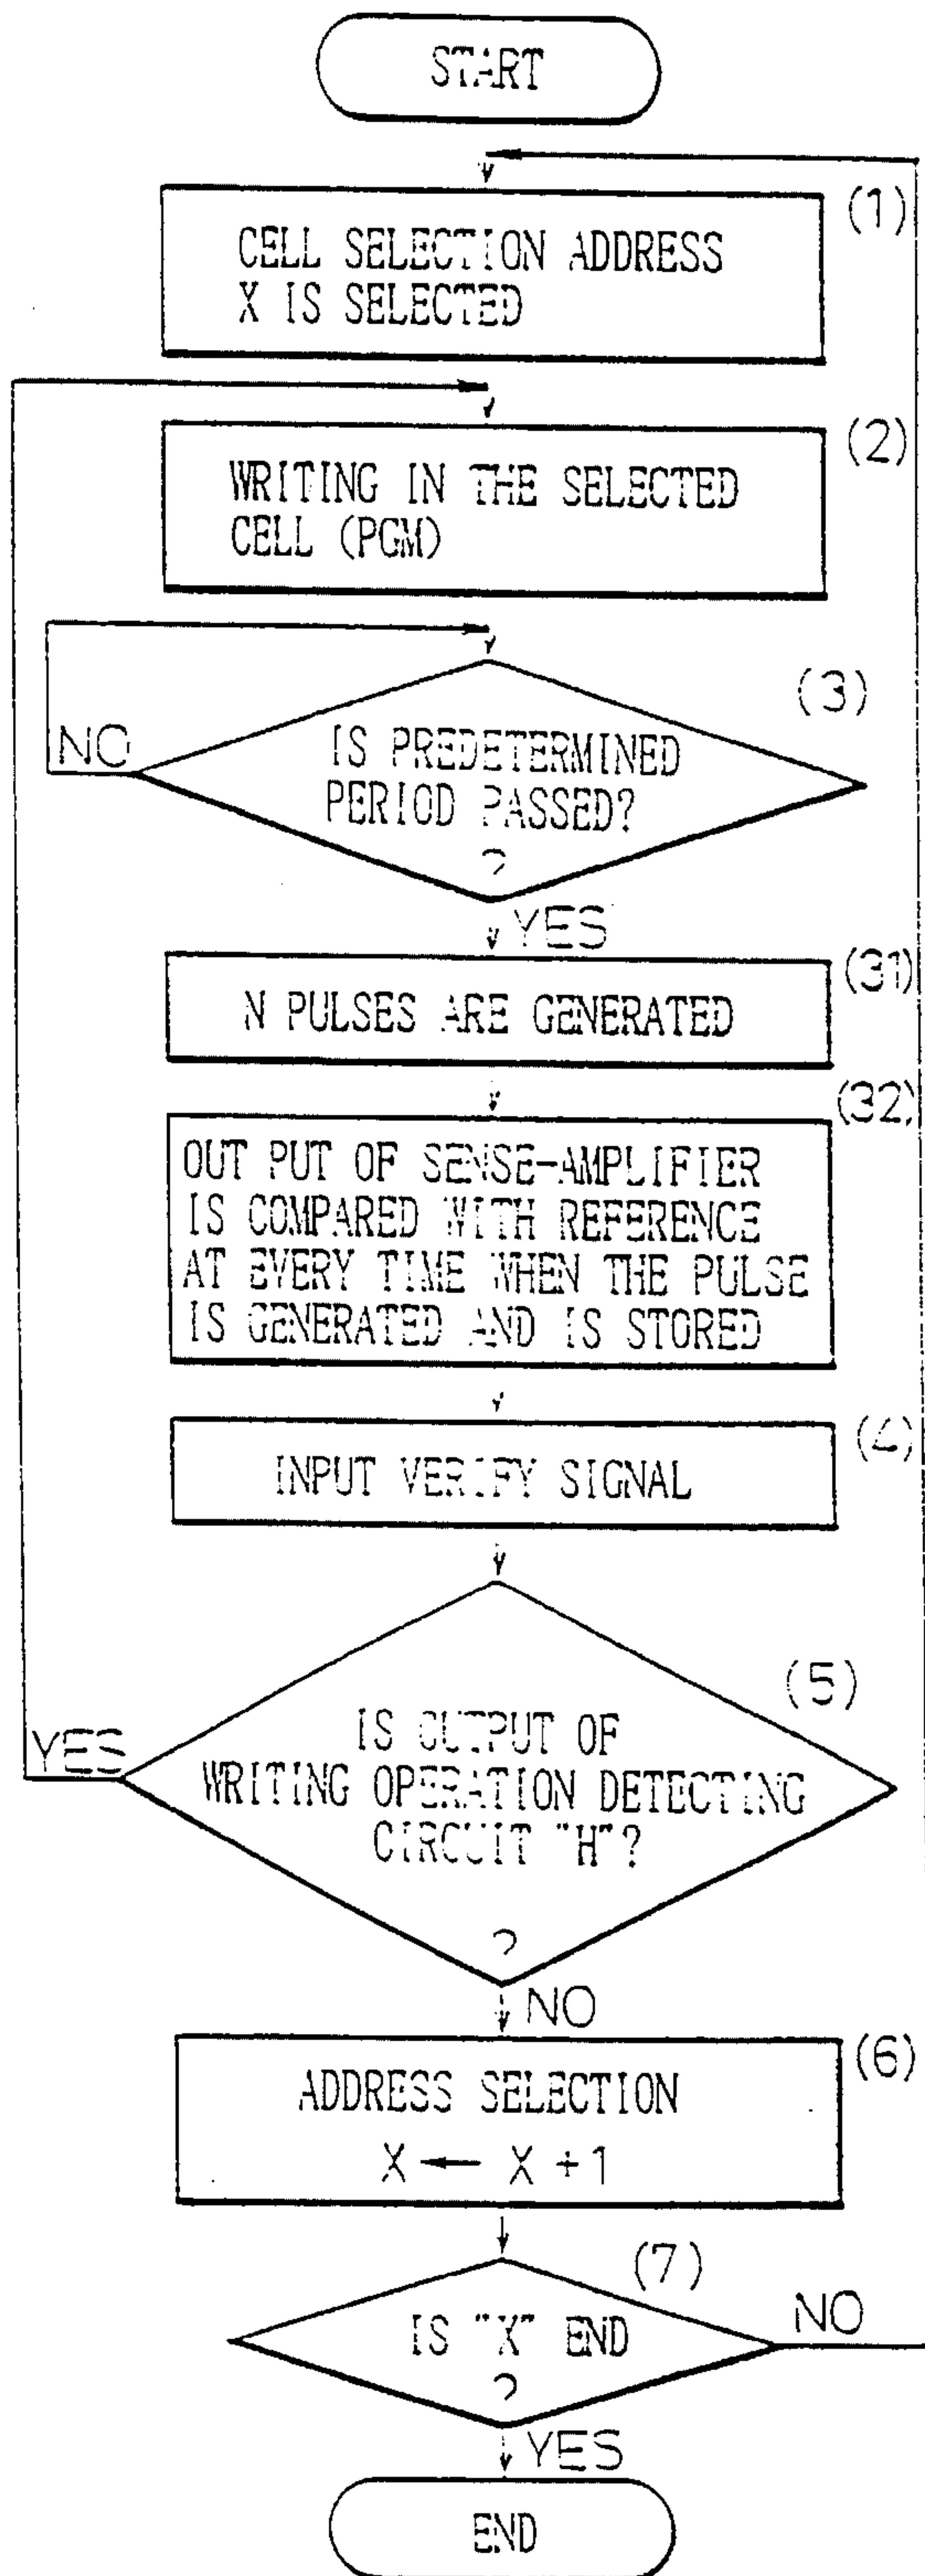 START
(1)
CELL SELECTION ADDRESS
X IS SELECTED
(2)
WRITING IN THE SELECTED
CELL (PGM)
(3)
NO
IS PREDETERMINED
PERIOD PASSED?
?
YES
(31)
N PULSES ARE GENERATED
(32)
OUT PUT OF SENSE-AMPLIFIER
IS COMPARED WITH REFERENCE
AT EVERY TIME WHEN THE PULSE
IS GENERATED AND IS STORED
(4)
INPUT VERIFY SIGNAL
(5)
YES
IS OUTPUT OF
WRITING OPERATION DETECTING
CIRCUIT "H"?
?
NO
(6)
ADDRESS SELECTION
X ← X + 1
(7)
NO
IS "X" END
?
YES
END